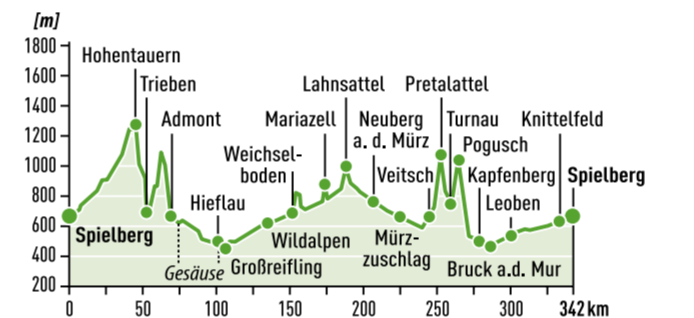 [m]
1800
1600
1400
1200
1000
800
600
400
200
Hohentauern
Trieben
Admont
Lahnsattel
Pretalattel
Mariazell
Neuberg
a. d. Mürz
Turnau
Knittelfeld
Pogusch
Weichsel-
boden
Veitsch
Kapfenberg
Spielberg
Hieflau
Leoben
Spielberg
Wildalpen
Mürz-
zuschlag
Gesäuse
Großreifling
Bruck a.d. Mur
0 50 100 150 200 250 300 342 km